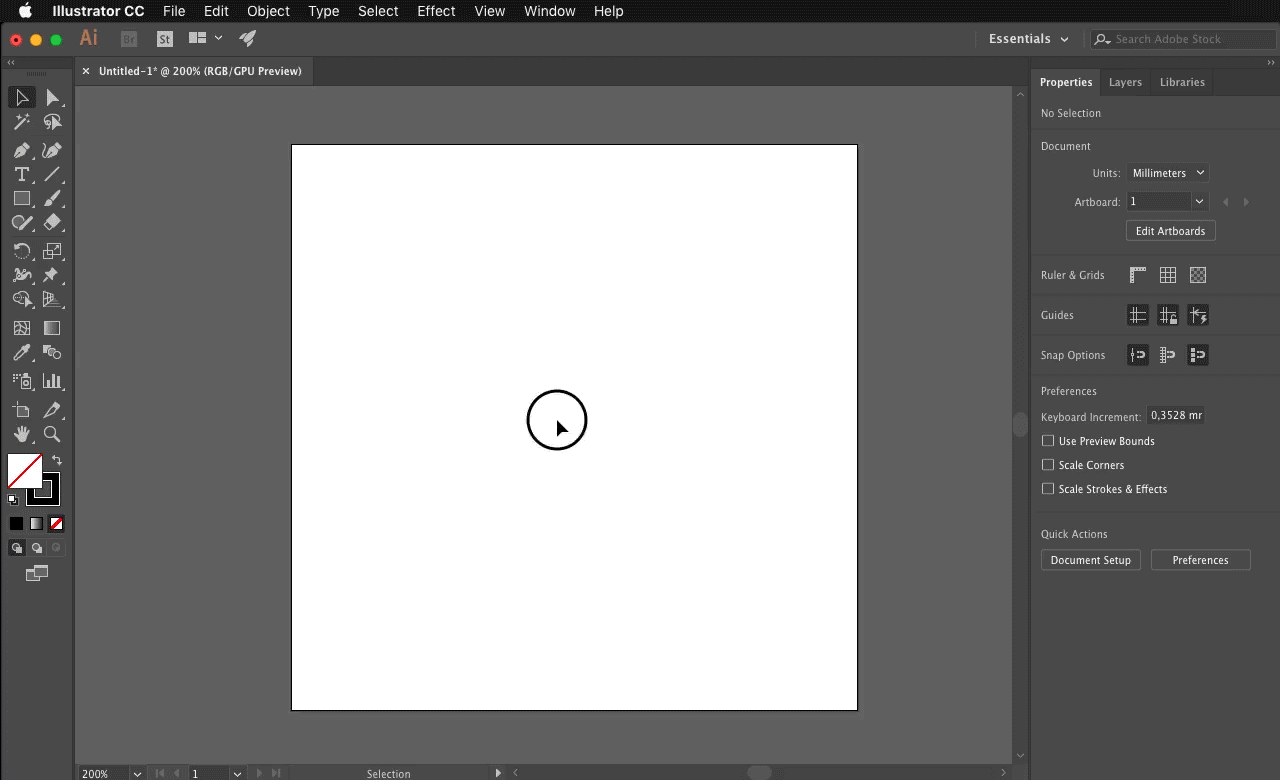 Illustrator CC File Edit Object Type Select Effect View Window Help
Ai Br St Essentials Search Adobe Stock
× Untitled-1* @ 200% (RGB/GPU Preview)
Properties Layers Libraries
No Selection
Document
Units: Millimeters
Artboard: 1
Edit Artboards
Ruler & Grids
Guides
Snap Options
Preferences
Keyboard Increment: 0,3528 mr
Use Preview Bounds
Scale Corners
Scale Strokes & Effects
Quick Actions
Document Setup Preferences
200% 1 Selection